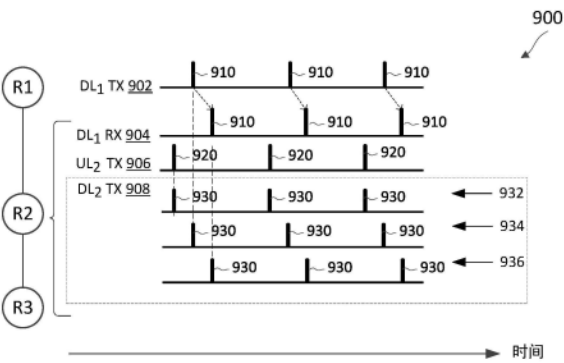 900
R1
DL1 TX 902
910 910 910
DL1 RX 904
910 910 910
UL2 TX 906
920 920 920
R2
DL2 TX 908
930 930 930
932
930 930 930
934
930 930 930
936
R3
时间